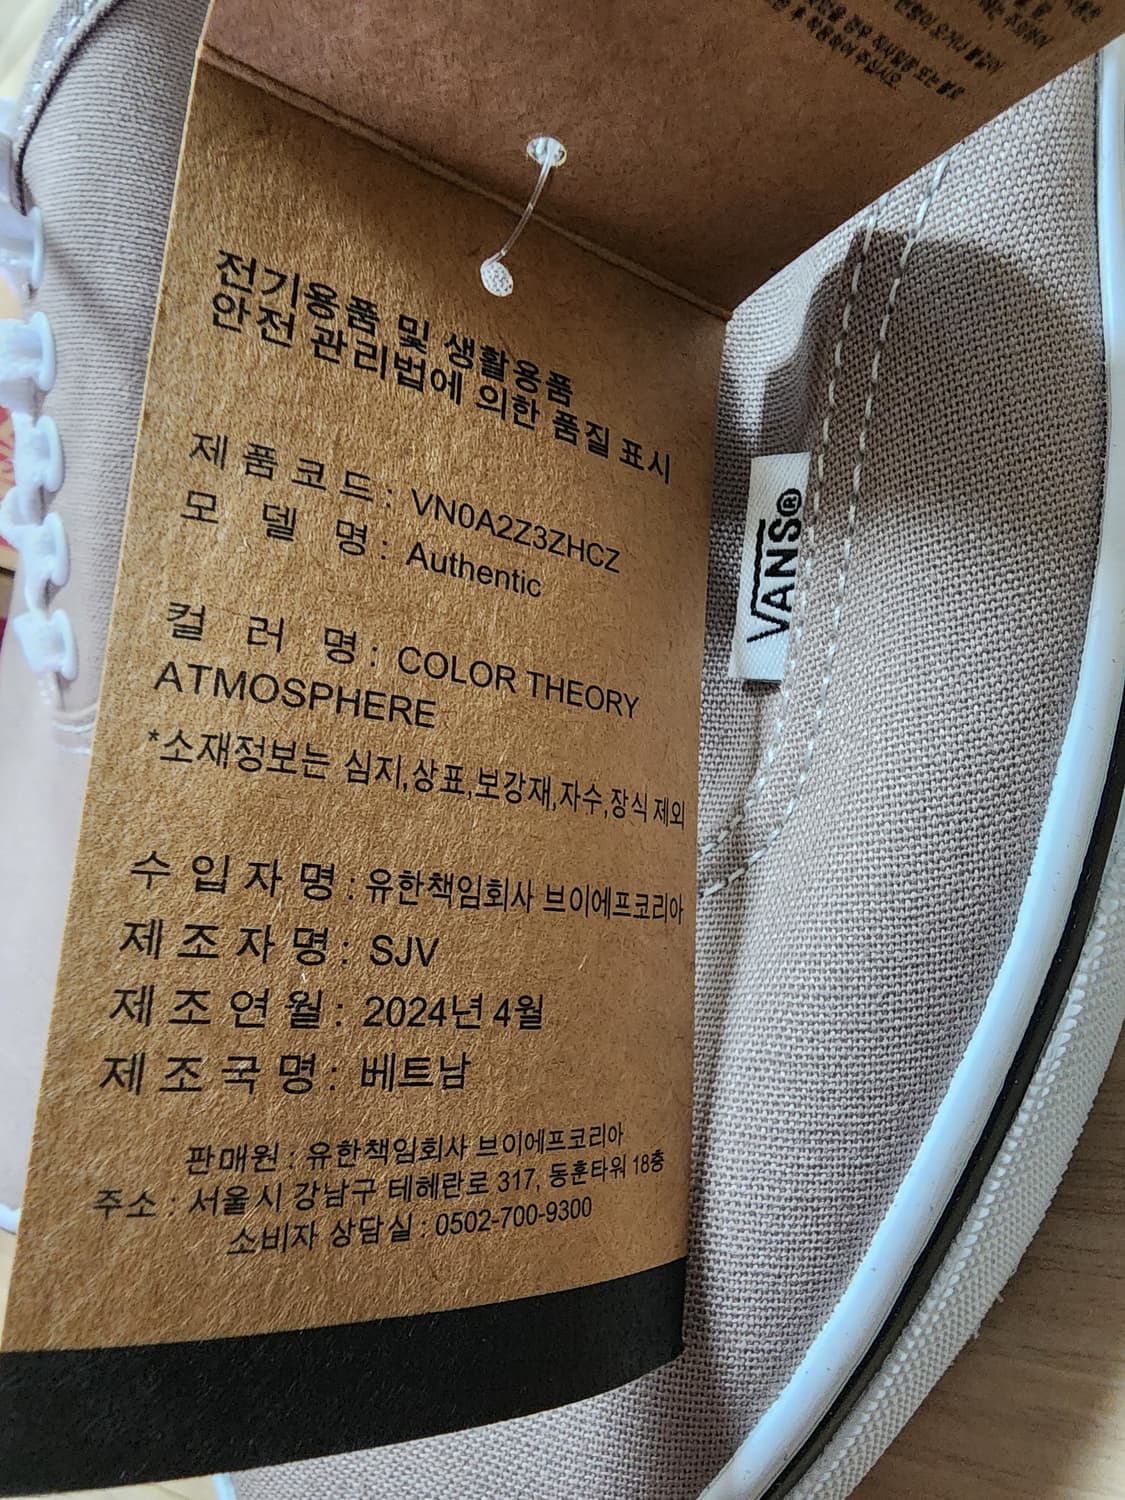 전기용품 및 생활용품
안전 관리법에 의한 품질 표시
제품코드: VN0A2Z3ZHCZ
모 델 명: Authentic
컬 러 명: COLOR THEORY
ATMOSPHERE
*소재정보는 심지,상표,보강재,자수,장식 제외
수입자명: 유한책임회사 브이에프코리아
제조자명: SJV
제조연월: 2024년 4월
제조국명: 베트남
판매원 : 유한책임회사 브이에프코리아
주소 : 서울시 강남구 테헤란로 317, 동훈타워 18층
소비자 상담실 : 0502-700-9300
VANS®